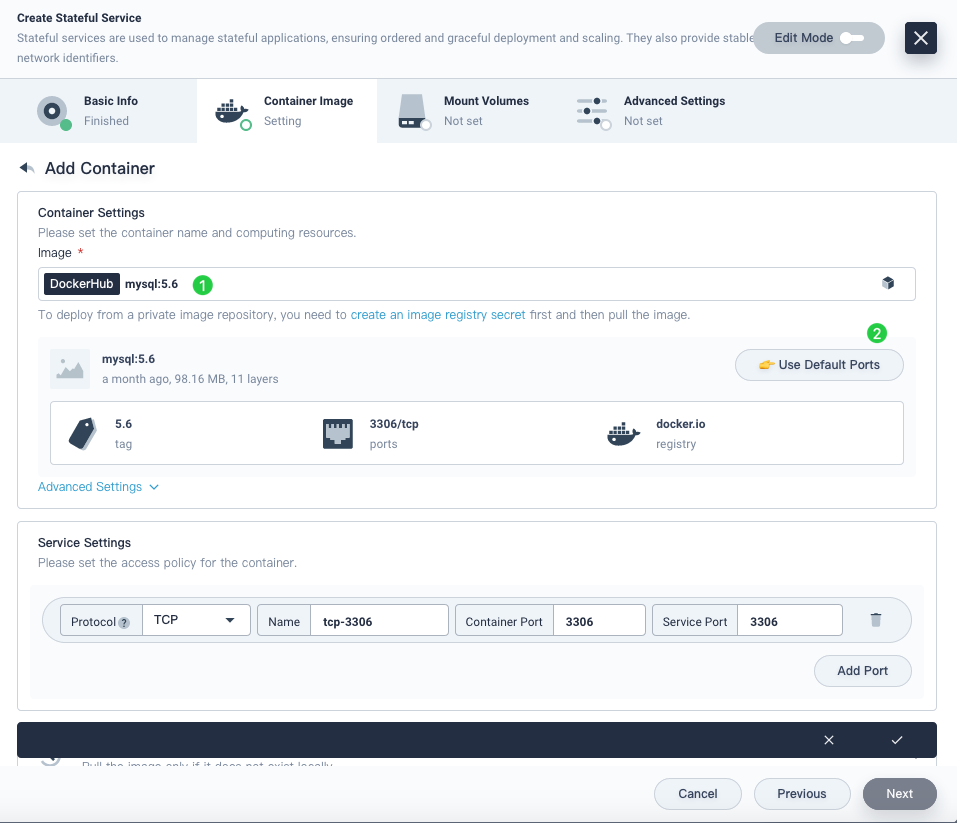 Create Stateful Service
Stateful services are used to manage stateful applications, ensuring ordered and graceful deployment and scaling. They also provide stable
network identifiers.
Edit Mode
Basic Info
Finished
Container Image
Setting
Mount Volumes
Not set
Advanced Settings
Not set
Add Container
Container Settings
Please set the container name and computing resources.
Image *
DockerHub mysql:5.6 1
To deploy from a private image repository, you need to create an image registry secret first and then pull the image.
2
mysql:5.6
a month ago, 98.16 MB, 11 layers
👉 Use Default Ports
5.6
tag
3306/tcp
ports
docker.io
registry
Advanced Settings
Service Settings
Please set the access policy for the container.
Protocol ? TCP Name tcp-3306 Container Port 3306 Service Port 3306
Add Port
Pull the image only if it does not exist locally.
Cancel Previous Next